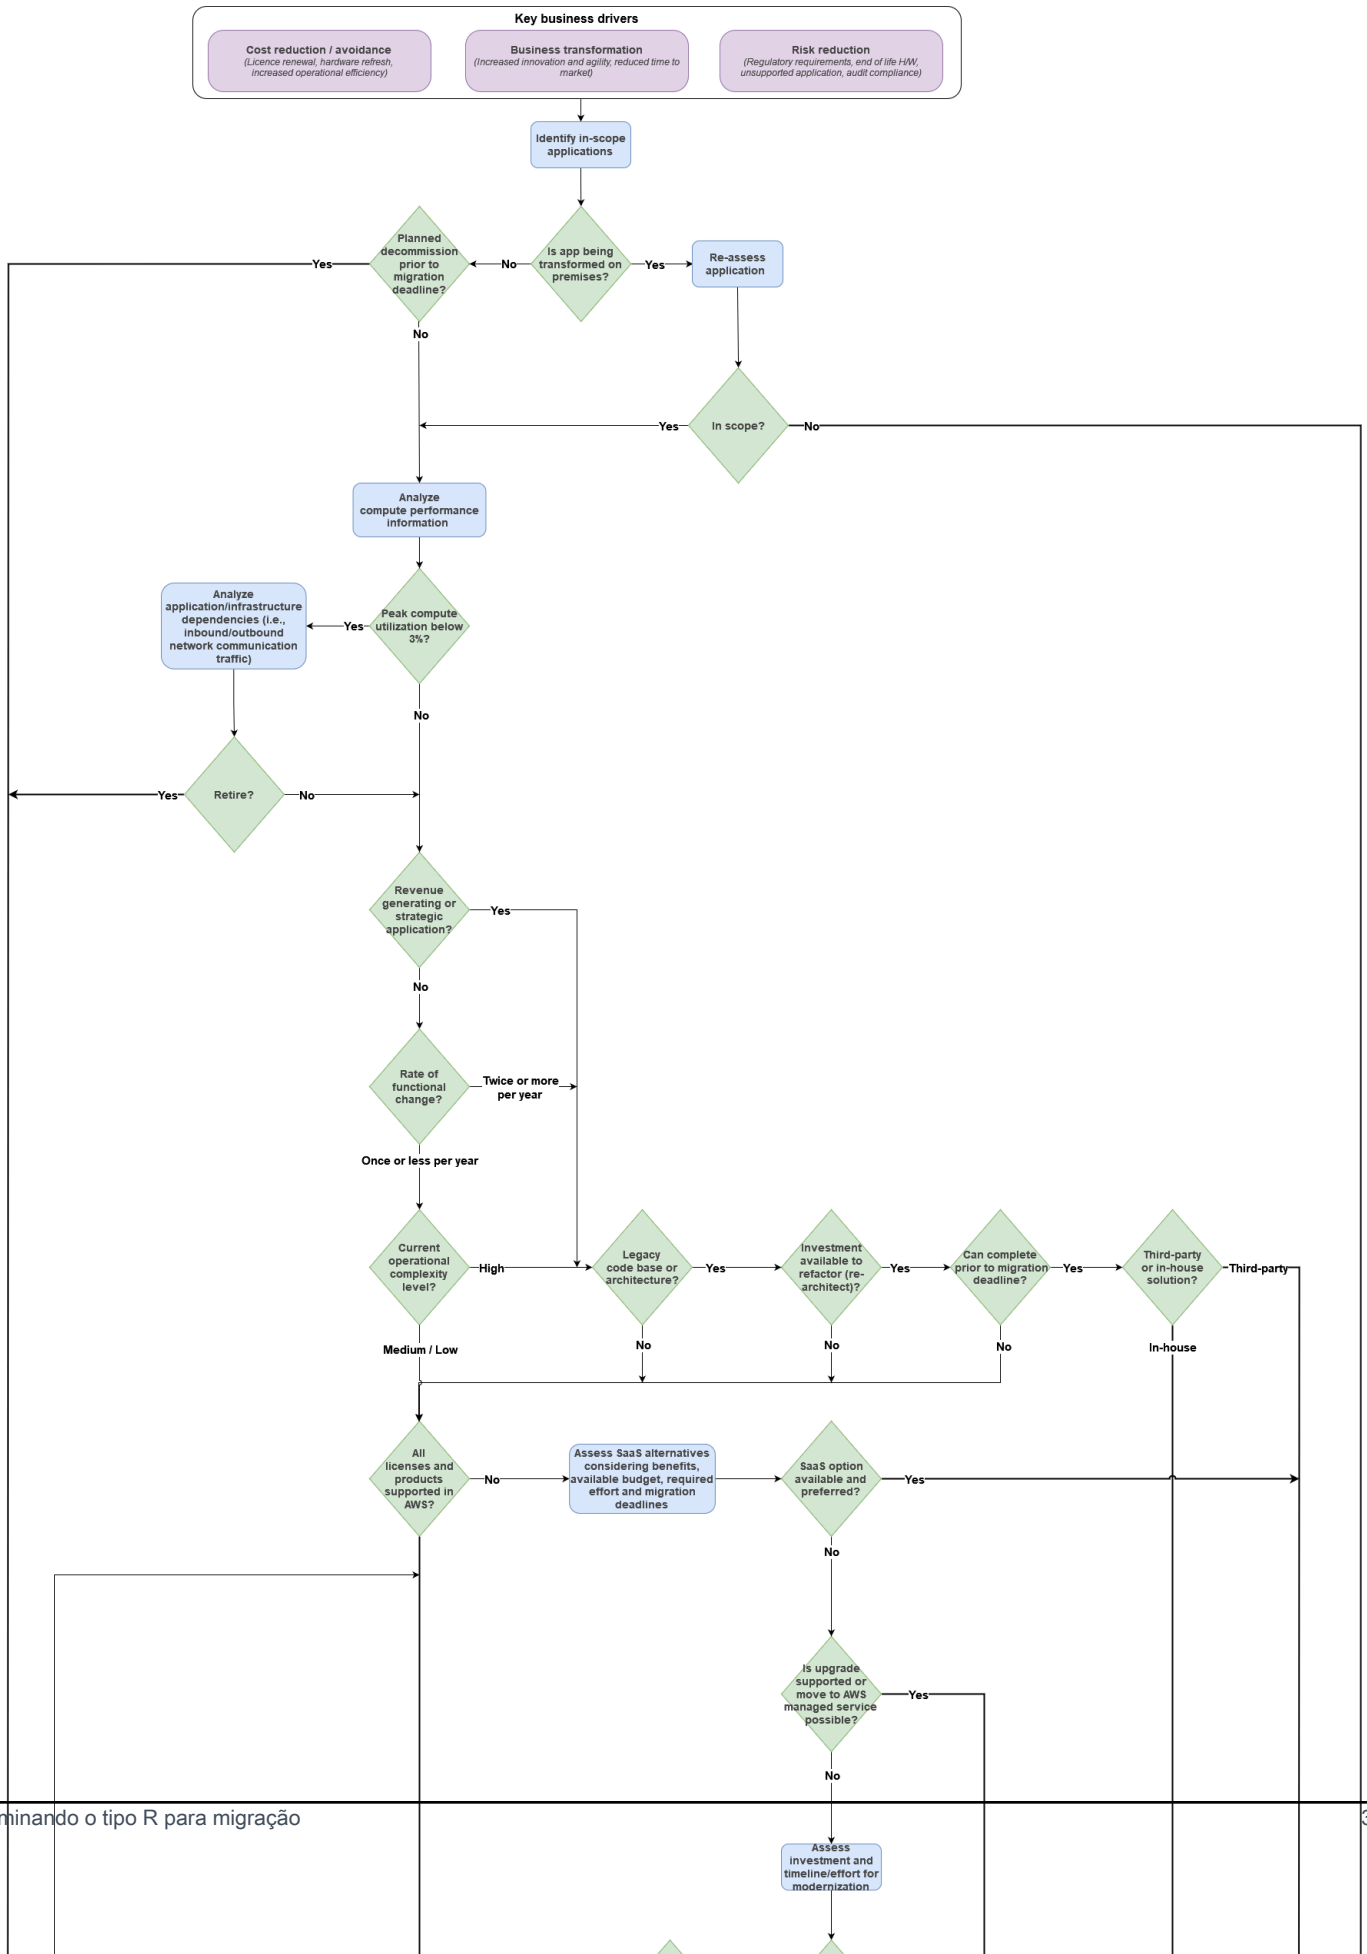 Key business drivers
Cost reduction / avoidance
(Licence renewal, hardware refresh,
increased operational efficiency)
Business transformation
(Increased innovation and agility, reduced time to
market)
Risk reduction
(Regulatory requirements, end of life H/W,
unsupported application, audit compliance)
Identify in-scope
applications
Planned
decommission
prior to
migration
deadline?
Yes
No
Is app being
transformed on
premises?
Yes
Re-assess
application
No
In scope?
Yes
No
Analyze
compute performance
information
Analyze
application/infrastructure
dependencies (i.e.,
inbound/outbound
network communication
traffic)
Yes
Peak compute
utilization below
3%?
No
Yes
Retire?
No
Revenue
generating or
strategic
application?
Yes
No
Rate of
functional
change?
Twice or more
per year
Once or less per year
Current
operational
complexity
level?
High
Legacy
code base or
architecture?
Yes
Investment
available to
refactor (re-
architect)?
Yes
Can complete
prior to migration
deadline?
Yes
Third-party
or in-house
solution?
Third-party
Medium / Low
No
No
No
In-house
All
licenses and
products
supported in
AWS?
No
Assess SaaS alternatives
considering benefits,
available budget, required
effort and migration
deadlines
SaaS option
available and
preferred?
Yes
No
Is upgrade
supported or
move to AWS
managed service
possible?
Yes
No
minando o tipo R para migração
3
Assess
investment and
timeline/effort for
modernization